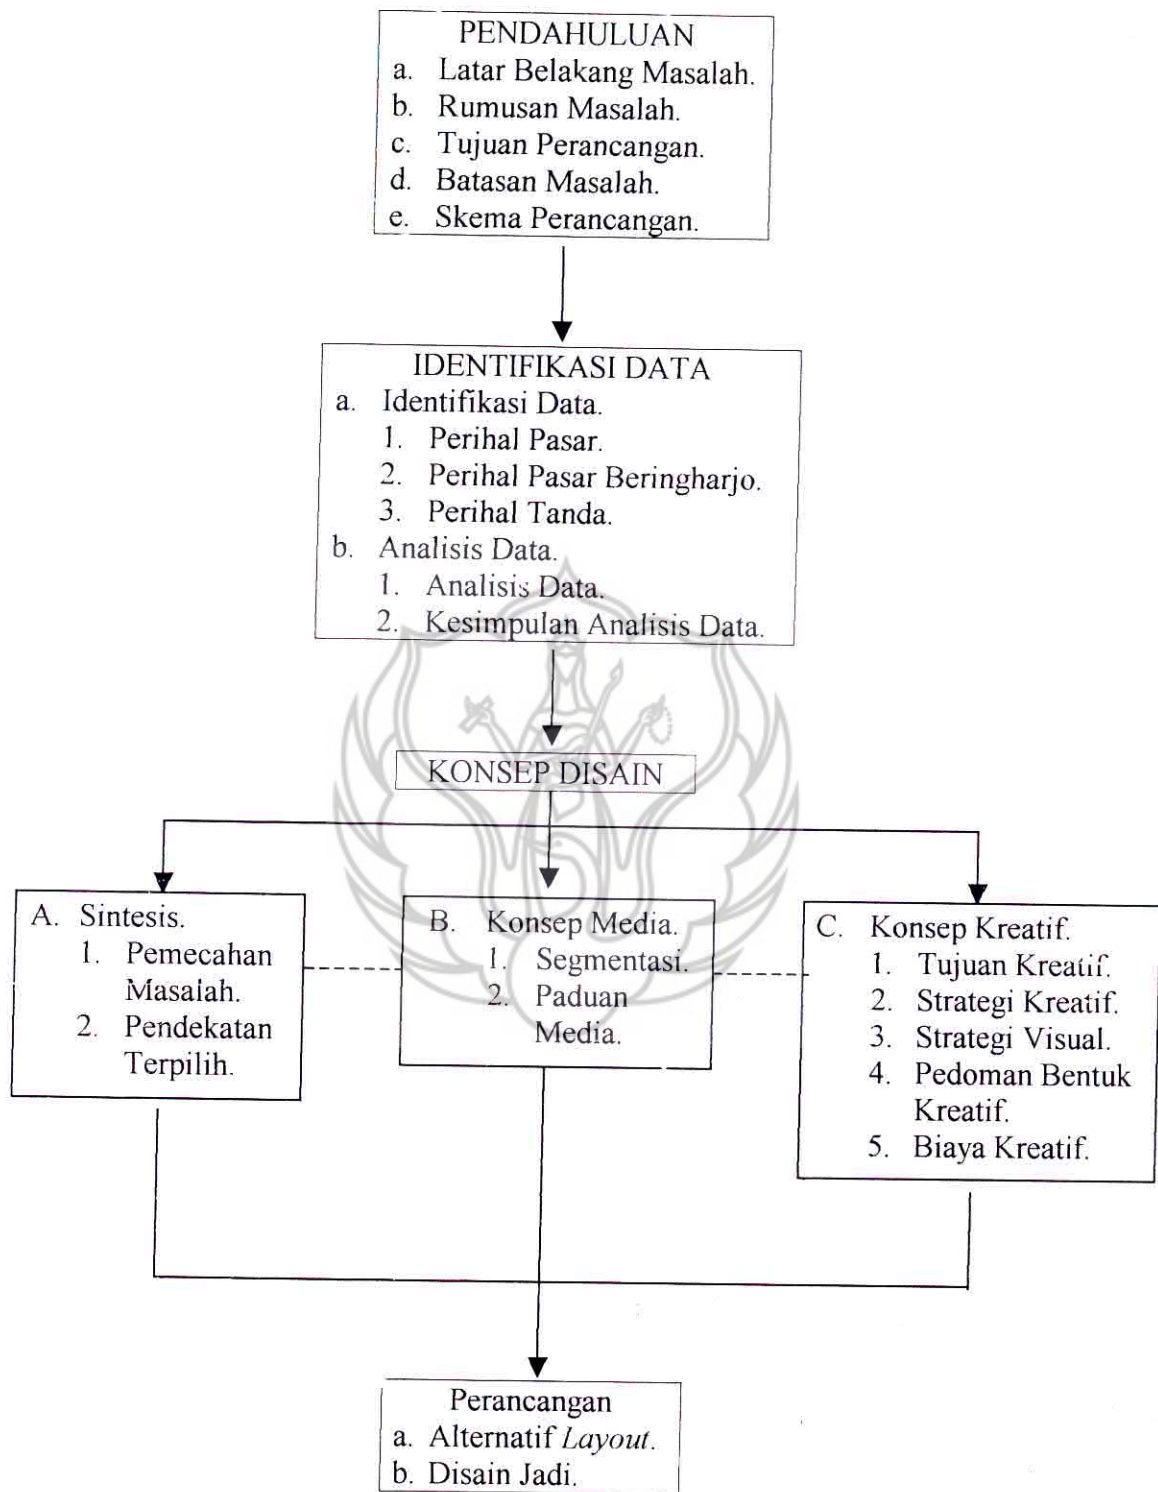 PENDAHULUAN
a. Latar Belakang Masalah.
b. Rumusan Masalah.
c. Tujuan Perancangan.
d. Batasan Masalah.
e. Skema Perancangan.
IDENTIFIKASI DATA
a. Identifikasi Data.
1. Perihal Pasar.
2. Perihal Pasar Beringharjo.
3. Perihal Tanda.
b. Analisis Data.
1. Analisis Data.
2. Kesimpulan Analisis Data.
KONSEP DISAIN
A. Sintesis.
1. Pemecahan
Masalah.
2. Pendekatan
Terpilih.
B. Konsep Media.
1. Segmentasi.
2. Paduan
Media.
C. Konsep Kreatif.
1. Tujuan Kreatif.
2. Strategi Kreatif.
3. Strategi Visual.
4. Pedoman Bentuk
Kreatif.
5. Biaya Kreatif.
Perancangan
a. Alternatif Layout.
b. Disain Jadi.